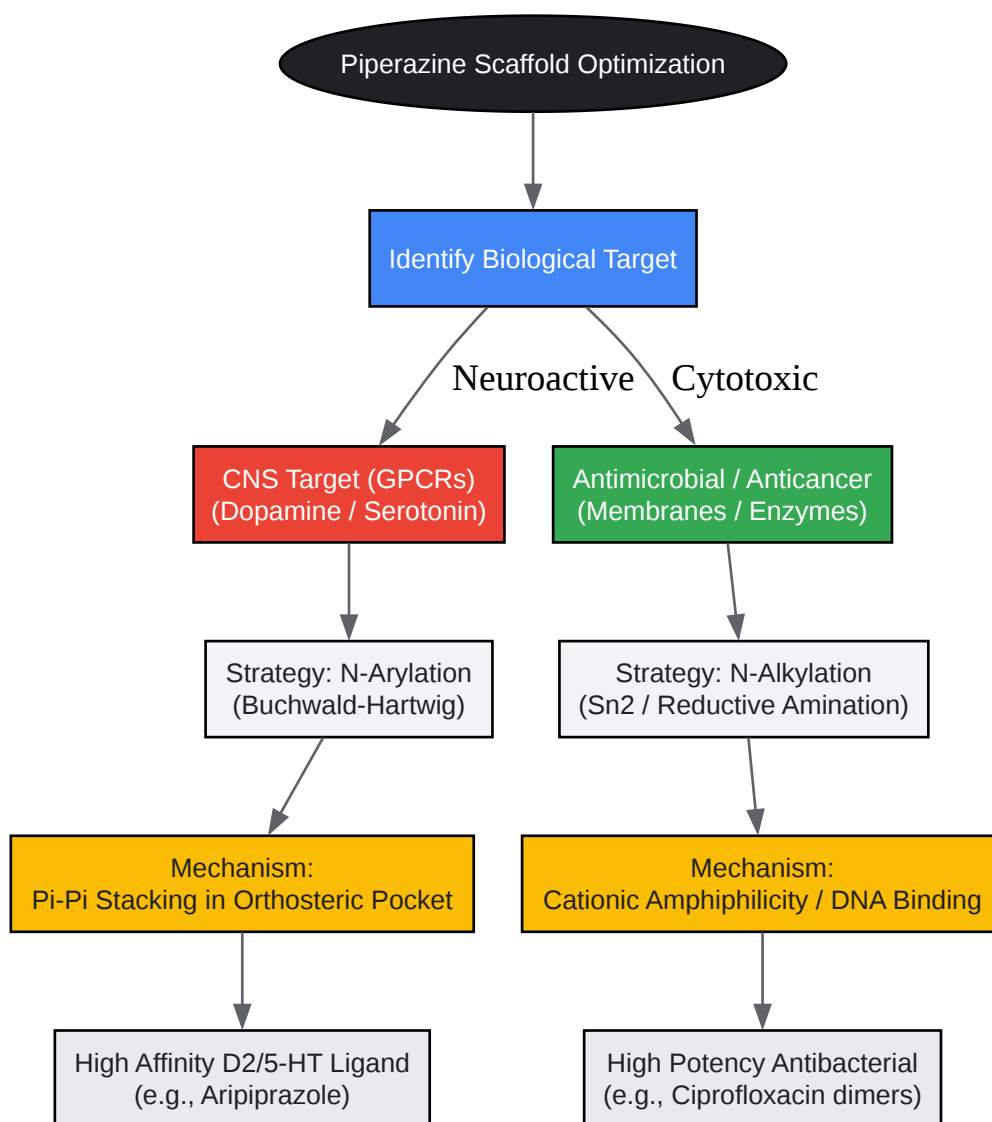 Piperazine Scaffold Optimization
Identify Biological Target
Neuroactive
Cytotoxic
CNS Target (GPCRs)
(Dopamine / Serotonin)
Antimicrobial / Anticancer
(Membranes / Enzymes)
Strategy: N-Arylation
(Buchwald-Hartwig)
Strategy: N-Alkylation
(Sn2 / Reductive Amination)
Mechanism:
Pi-Pi Stacking in Orthosteric Pocket
Mechanism:
Cationic Amphiphilicity / DNA Binding
High Affinity D2/5-HT Ligand
(e.g., Aripiprazole)
High Potency Antibacterial
(e.g., Ciprofloxacin dimers)